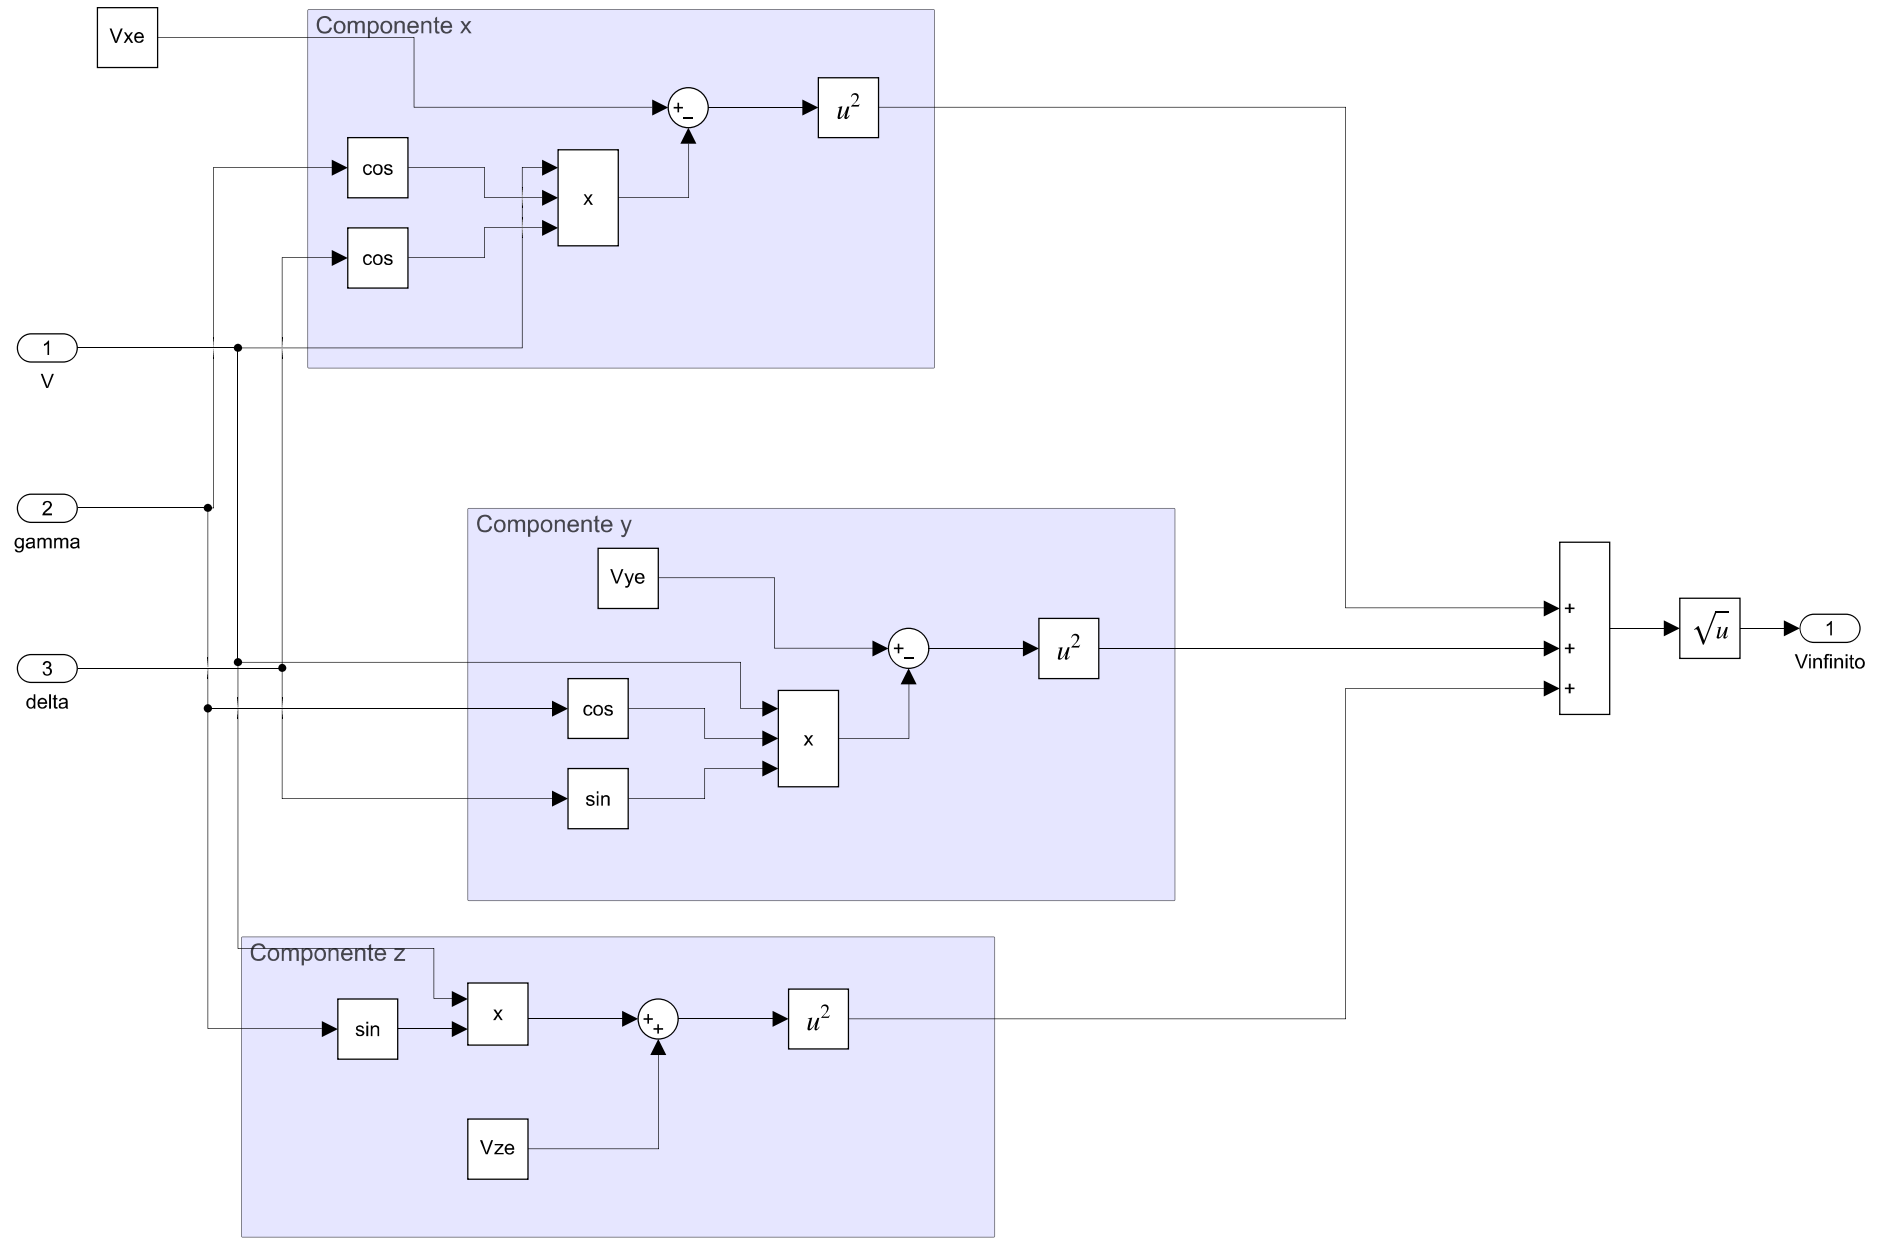 Componente x
Vxe
+
−
u²
cos
x
cos
1
V
2
gamma
Componente y
Vye
+
−
u²
+
+
+
√u
1
Vinfinito
3
delta
cos
x
sin
Componente z
sin
x
+
+
u²
Vze